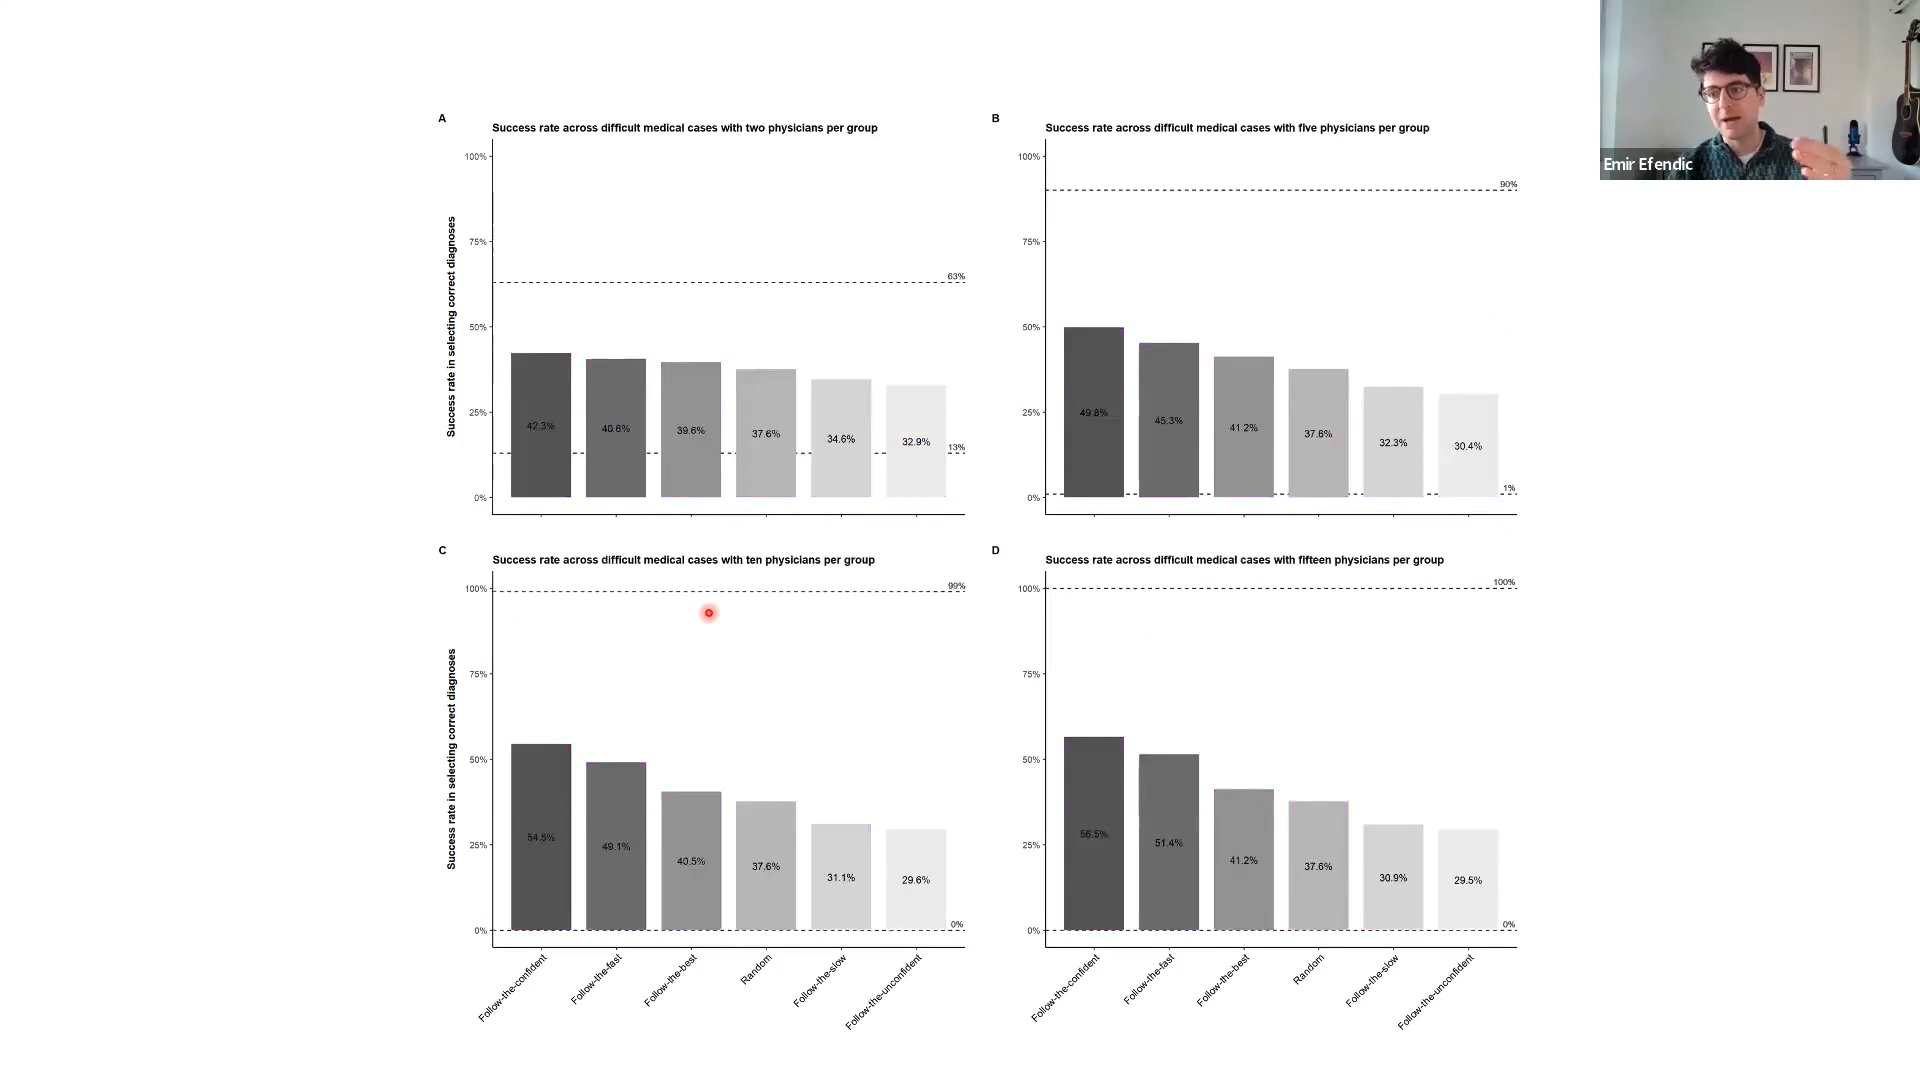 Emir Efendic
A
Success rate across difficult medical cases with two physicians per group
Success rate in selecting correct diagnoses
100%
75%
50%
25%
0%
63%
13%
42.3%
40.6%
39.6%
37.6%
34.6%
32.9%
B
Success rate across difficult medical cases with five physicians per group
100%
75%
50%
25%
0%
90%
1%
49.8%
45.3%
41.2%
37.6%
32.3%
30.4%
C
Success rate across difficult medical cases with ten physicians per group
Success rate in selecting correct diagnoses
100%
75%
50%
25%
0%
99%
0%
54.5%
49.1%
40.5%
37.6%
31.1%
29.6%
Follow-the-confident
Follow-the-fast
Follow-the-best
Random
Follow-the-slow
Follow-the-unconfident
D
Success rate across difficult medical cases with fifteen physicians per group
100%
75%
50%
25%
0%
100%
0%
56.5%
51.4%
41.2%
37.6%
30.9%
29.5%
Follow-the-confident
Follow-the-fast
Follow-the-best
Random
Follow-the-slow
Follow-the-unconfident